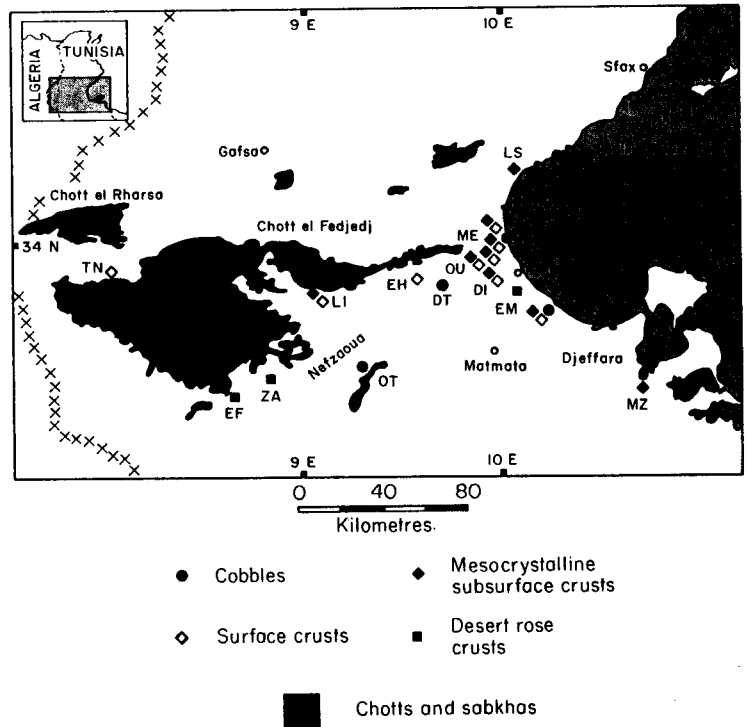 9 E
10 E
ALGERIA
TUNISIA
Sfax
Gafsa
LS
Chott el Rharsa
Chott el Fedjedj
ME
34 N
TN
OU
EH
DT
DI
L1
EM
Nefzaoua
Matmata
Djeffara
OT
ZA
EF
MZ
9 E
10 E
0 40 80
Kilometres.
Cobbles
Mesocrystalline
subsurface crusts
Surface crusts
Desert rose
crusts
Chotts and sabkhas